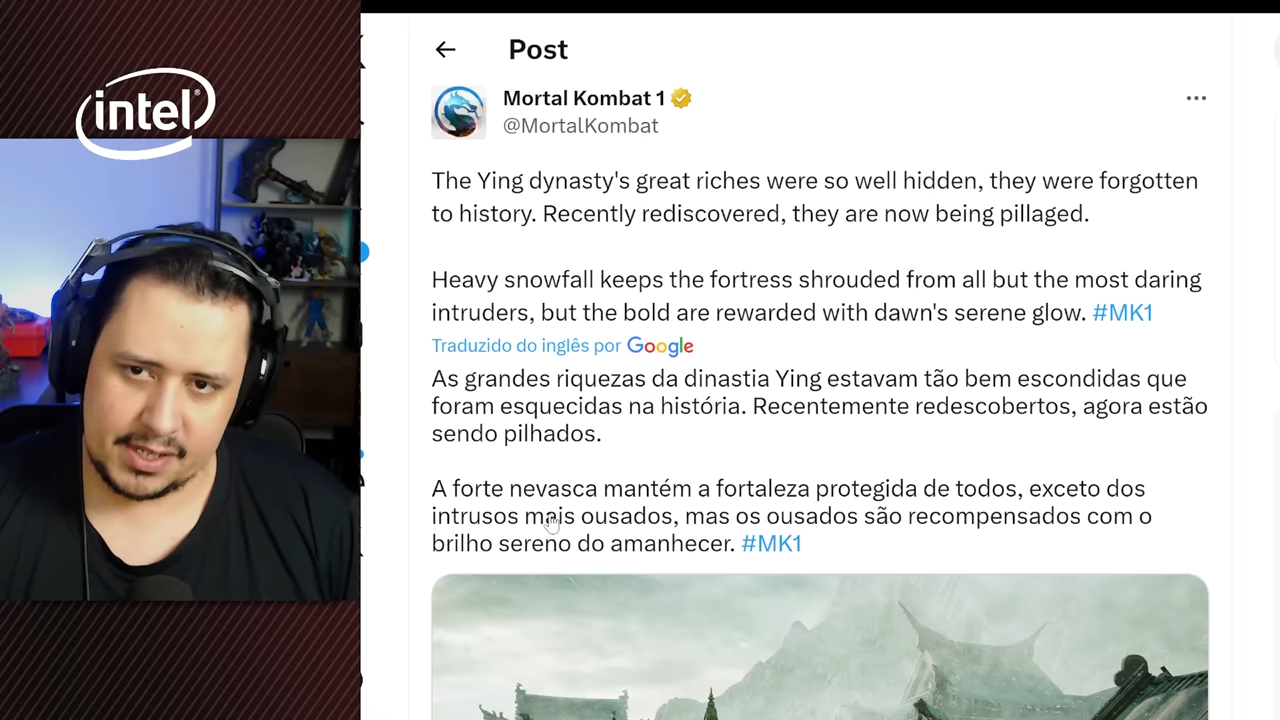 intel®
Post
Mortal Kombat 1
@MortalKombat
The Ying dynasty's great riches were so well hidden, they were forgotten
to history. Recently rediscovered, they are now being pillaged.
Heavy snowfall keeps the fortress shrouded from all but the most daring
intruders, but the bold are rewarded with dawn's serene glow. #MK1
Traduzido do inglês por Google
As grandes riquezas da dinastia Ying estavam tão bem escondidas que
foram esquecidas na história. Recentemente redescobertos, agora estão
sendo pilhados.
A forte nevasca mantém a fortaleza protegida de todos, exceto dos
intrusos mais ousados, mas os ousados são recompensados com o
brilho sereno do amanhecer. #MK1